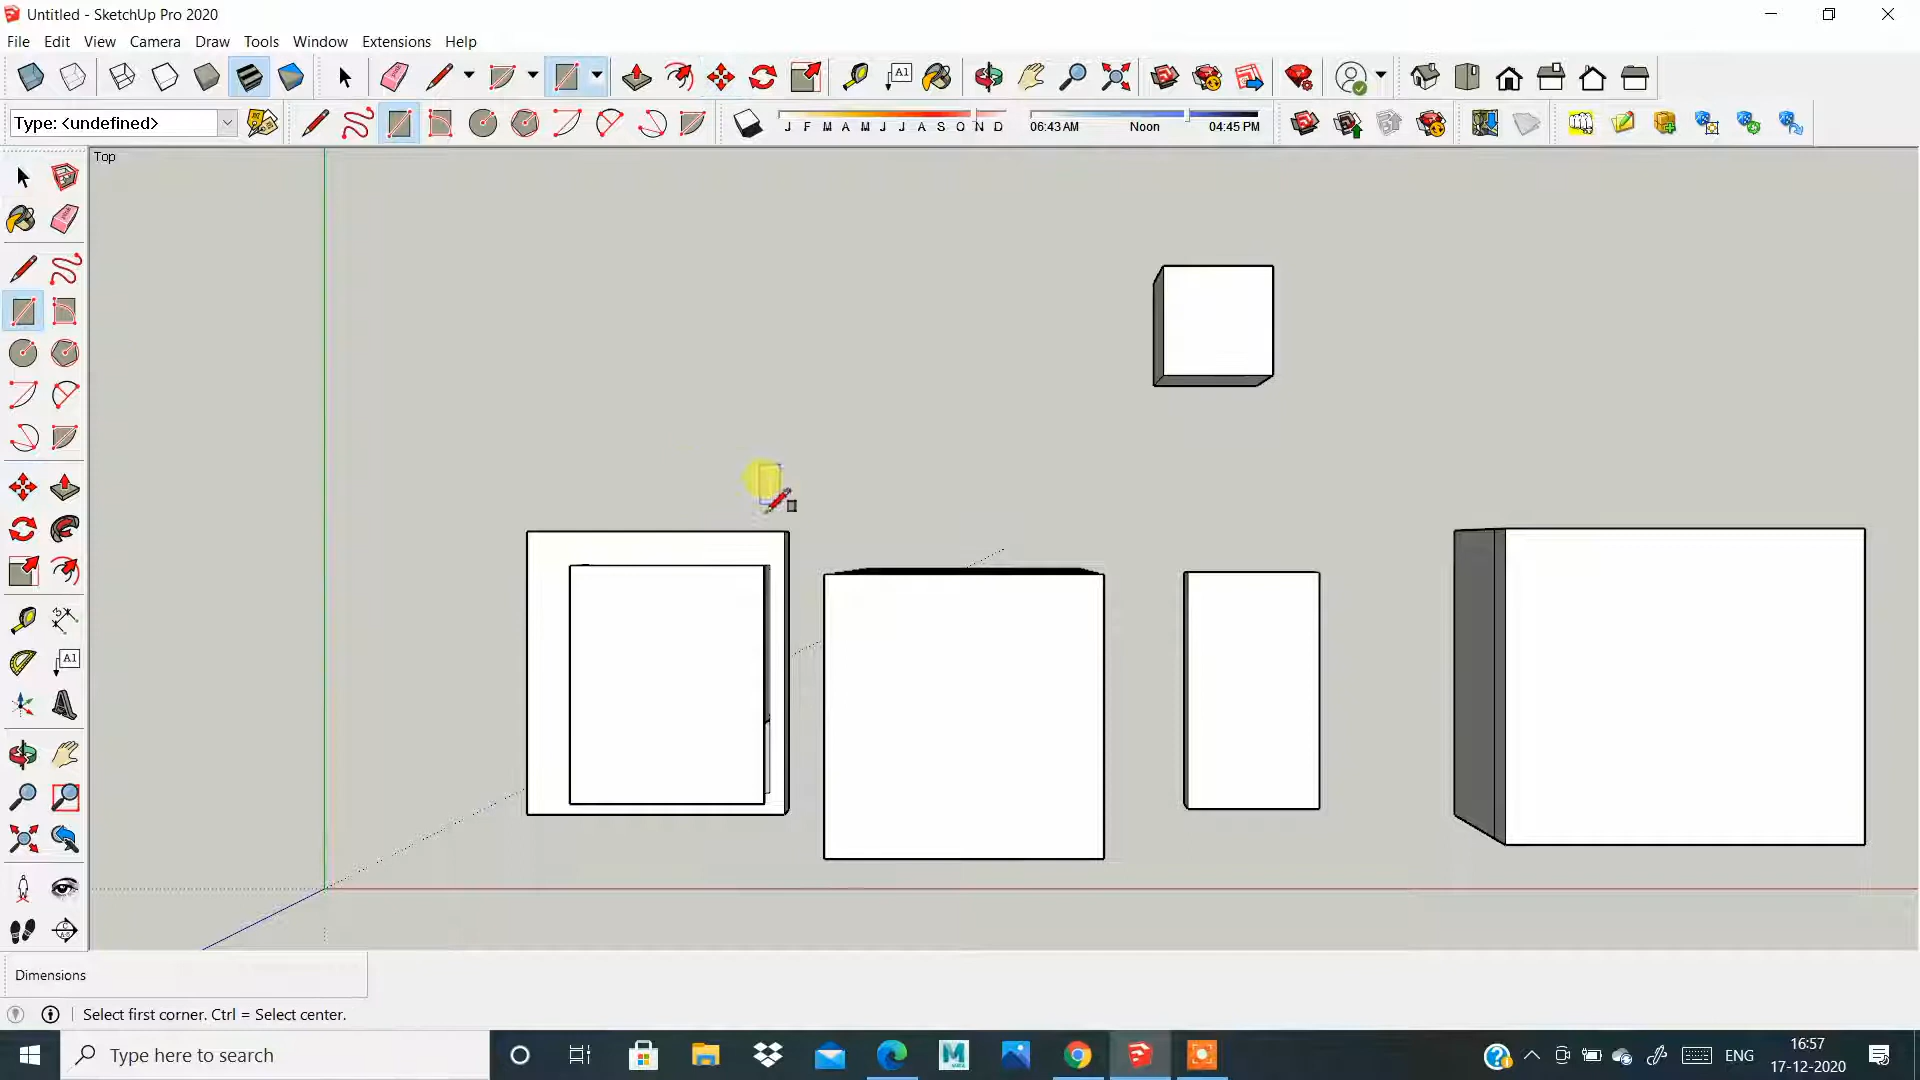 Untitled - SketchUp Pro 2020
File Edit View Camera Draw Tools Window Extensions Help
A1
Type: <undefined>
J F M A M J J A S O N D
06:43 AM Noon 04:45 PM
Top
A1
Dimensions
Select first corner. Ctrl = Select center.
Type here to search
ENG
16:57
17-12-2020